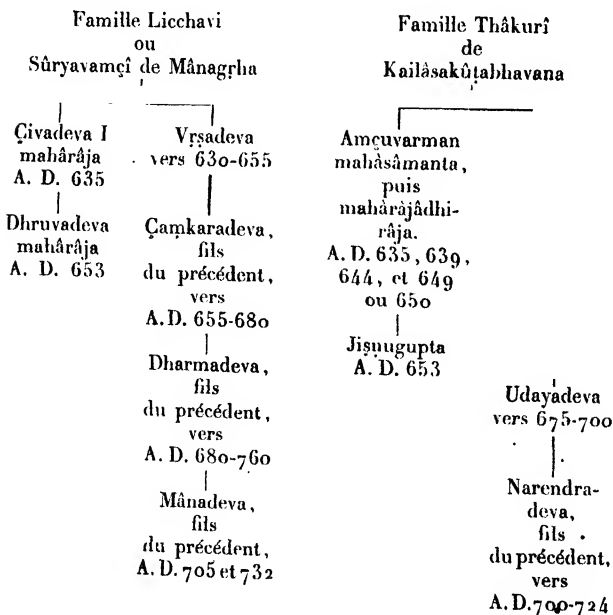 Famille Licchavi
ou
Sûryavamçî de Mânagṛha
Çivadeva I
mahârâja
A. D. 635
Dhruvadeva
mahârâja
A. D. 653
Vṛsadeva
vers 630-655
Çaṃkaradeva,
fils
du précédent,
vers
A.D. 655-680
Dharmadeva,
fils
du précédent,
vers
A. D. 680-760
Mânadeva,
fils
du précédent,
A.D. 705 et 732
Famille Thâkurî
de
Kailâsakûṭabhavana
Amçuvarman
mahâsâmanta,
puis
mahârâjâdhi-
râja.
A. D. 635, 639,
644, et 649
ou 650
Jiṣṇugupta
A. D. 653
Udayadeva
vers 675-700
Narendra-
deva,
fils
du précédent,
vers
A.D. 700-724